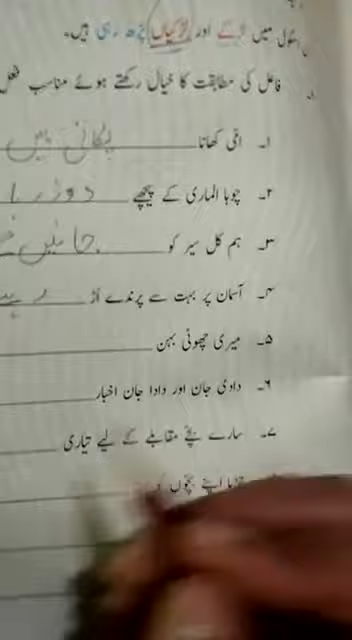 سکول میں لڑکے اور لڑکیاں پڑھ رہی ہیں۔
فاعل کی مطابقت کا خیال رکھتے ہوئے مناسب فعل
۱۔ امی کھانا پکاتی ہیں
۲۔ چوہا الماری کے پیچھے دوڑ رہا
۳۔ ہم کل سیر کو جائیں گے
۴۔ آسمان پر بہت سے پرندے اُڑ رہے
۵۔ میری چھوٹی بہن
۶۔ دادی جان اور دادا جان اخبار
۷۔ سارے بچے مقابلے کے لیے تیاری
اپنے بچوں